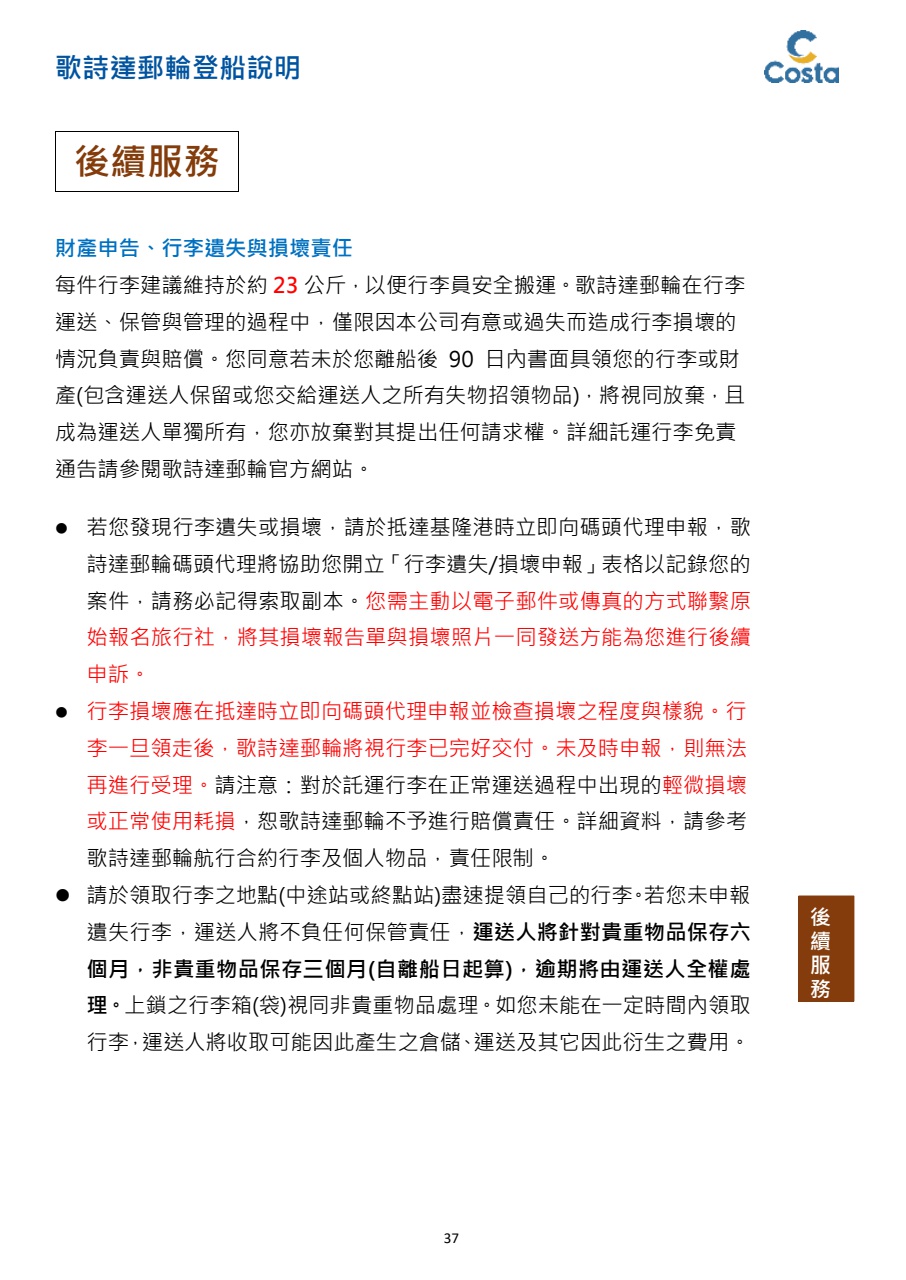 歌詩達郵輪登船說明
Costa
後續服務
財產申告、行李遺失與損壞責任
每件行李建議維持於約 23 公斤，以便行李員安全搬運。歌詩達郵輪在行李
運送、保管與管理的過程中，僅限因本公司有意或過失而造成行李損壞的
情況負責與賠償。您同意若未於您離船後 90 日內書面具領您的行李或財
產(包含運送人保留或您交給運送人之所有失物招領物品)，將視同放棄，且
成為運送人單獨所有，您亦放棄對其提出任何請求權。詳細託運行李免責
通告請參閱歌詩達郵輪官方網站。
● 若您發現行李遺失或損壞，請於抵達基隆港時立即向碼頭代理申報，歌
詩達郵輪碼頭代理將協助您開立「行李遺失/損壞申報」表格以記錄您的
案件，請務必記得索取副本。您需主動以電子郵件或傳真的方式聯繫原
始報名旅行社，將其損壞報告單與損壞照片一同發送方能為您進行後續
申訴。
● 行李損壞應在抵達時立即向碼頭代理申報並檢查損壞之程度與樣貌。行
李一旦領走後，歌詩達郵輪將視行李已完好交付。未及時申報，則無法
再進行受理。請注意：對於託運行李在正常運送過程中出現的輕微損壞
或正常使用耗損，恕歌詩達郵輪不予進行賠償責任。詳細資料，請參考
歌詩達郵輪航行合約行李及個人物品，責任限制。
● 請於領取行李之地點(中途站或終點站)盡速提領自己的行李。若您未申報
遺失行李，運送人將不負任何保管責任，運送人將針對貴重物品保存六
個月，非貴重物品保存三個月(自離船日起算)，逾期將由運送人全權處
理。上鎖之行李箱(袋)視同非貴重物品處理。如您未能在一定時間內領取
行李，運送人將收取可能因此產生之倉儲、運送及其它因此衍生之費用。
後續服務
37